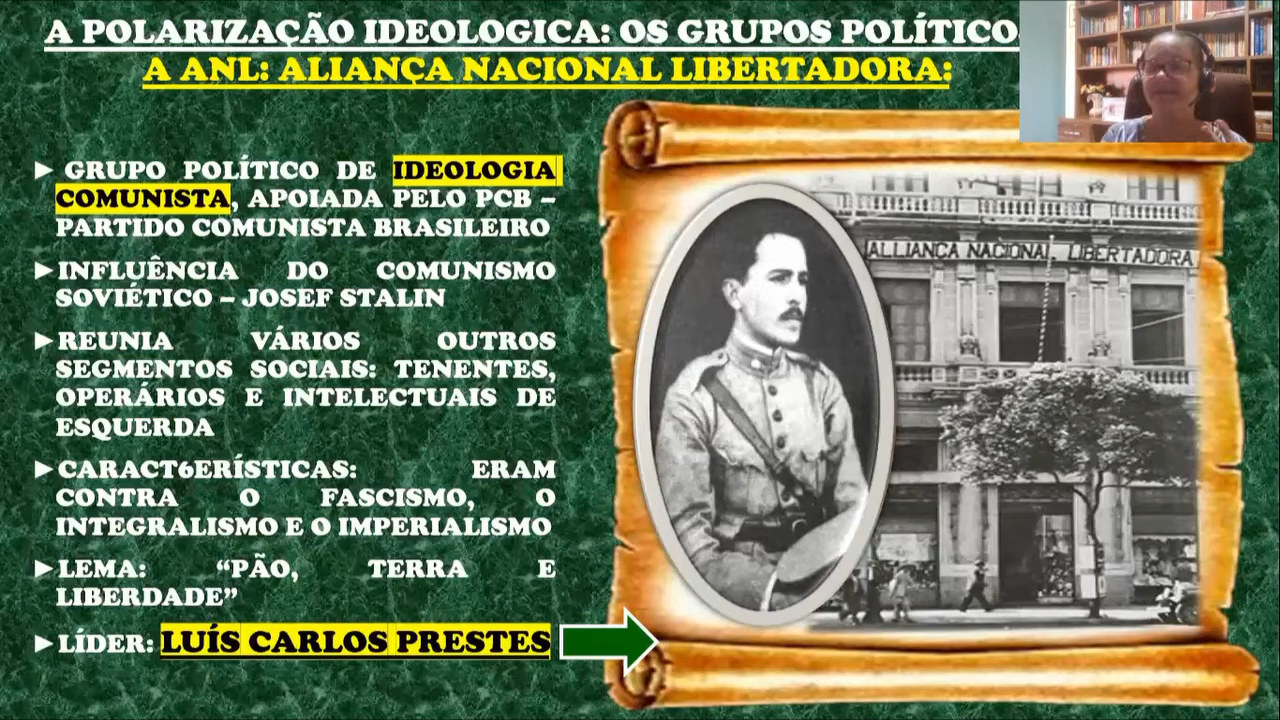 A POLARIZAÇÃO IDEOLOGICA: OS GRUPOS POLÍTICO
A ANL: ALIANÇA NACIONAL LIBERTADORA:
►GRUPO POLÍTICO DE IDEOLOGIA
COMUNISTA, APOIADA PELO PCB –
PARTIDO COMUNISTA BRASILEIRO
►INFLUÊNCIA DO COMUNISMO
SOVIÉTICO – JOSEF STALIN
►REUNIA VÁRIOS OUTROS
SEGMENTOS SOCIAIS: TENENTES,
OPERÁRIOS E INTELECTUAIS DE
ESQUERDA
►CARACT6ERÍSTICAS: ERAM
CONTRA O FASCISMO, O
INTEGRALISMO E O IMPERIALISMO
►LEMA: “PÃO, TERRA E
LIBERDADE”
►LÍDER: LUÍS CARLOS PRESTES
ALLIANÇA NACIONAL LIBERTADORA